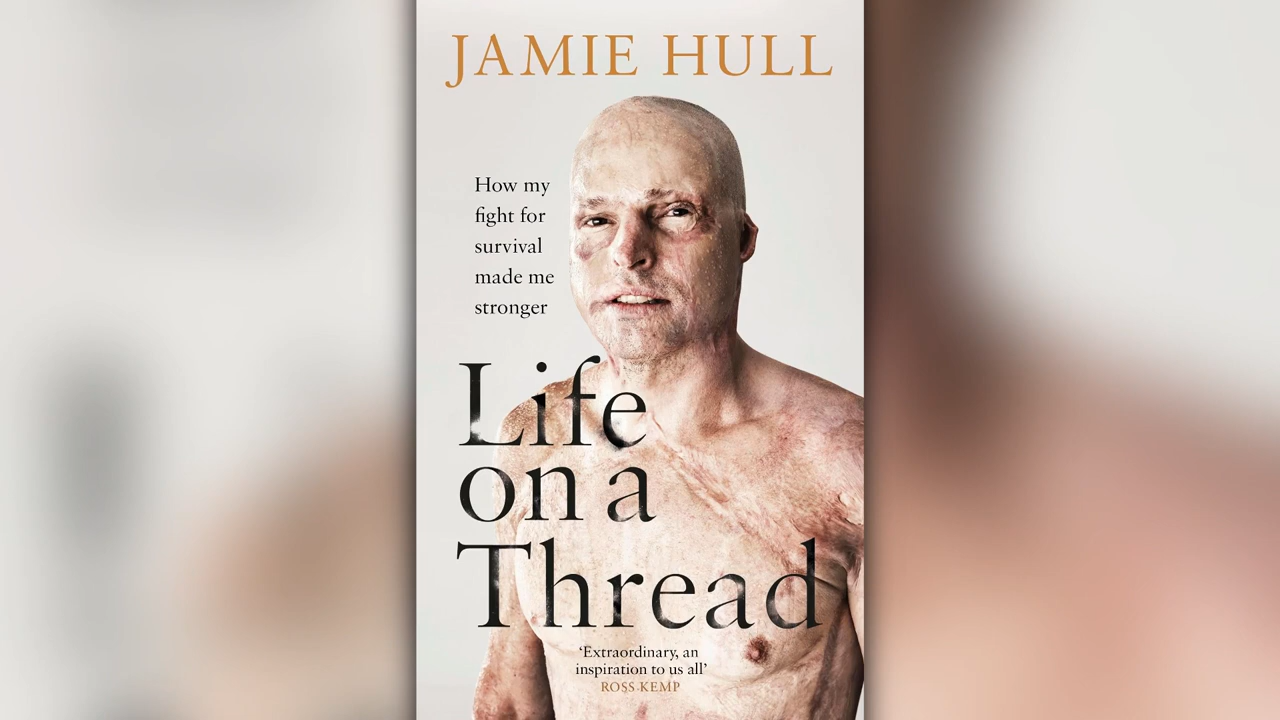 JAMIE HULL
How my
fight for
survival
made me
stronger
Life
on a
Thread
‘Extraordinary, an
inspiration to us all’
ROSS KEMP